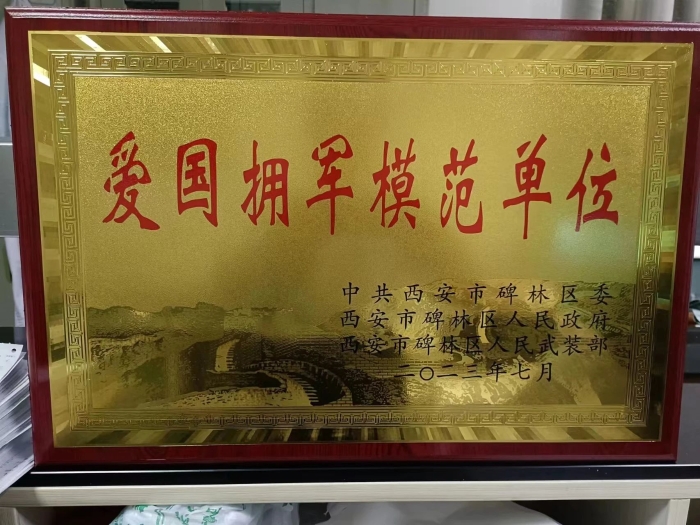 爱国拥军模范单位
中共西安市碑林区委
西安市碑林区人民政府
西安市碑林区人民武装部
二〇二三年七月